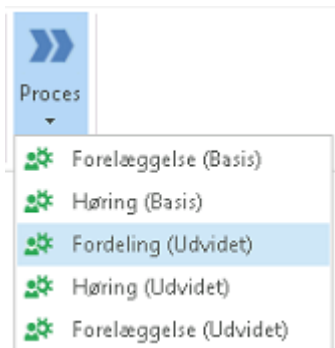 Proces
Forelæggelse (Basis)
Høring (Basis)
Fordeling (Udvidet)
Høring (Udvidet)
Forelæggelse (Udvidet)